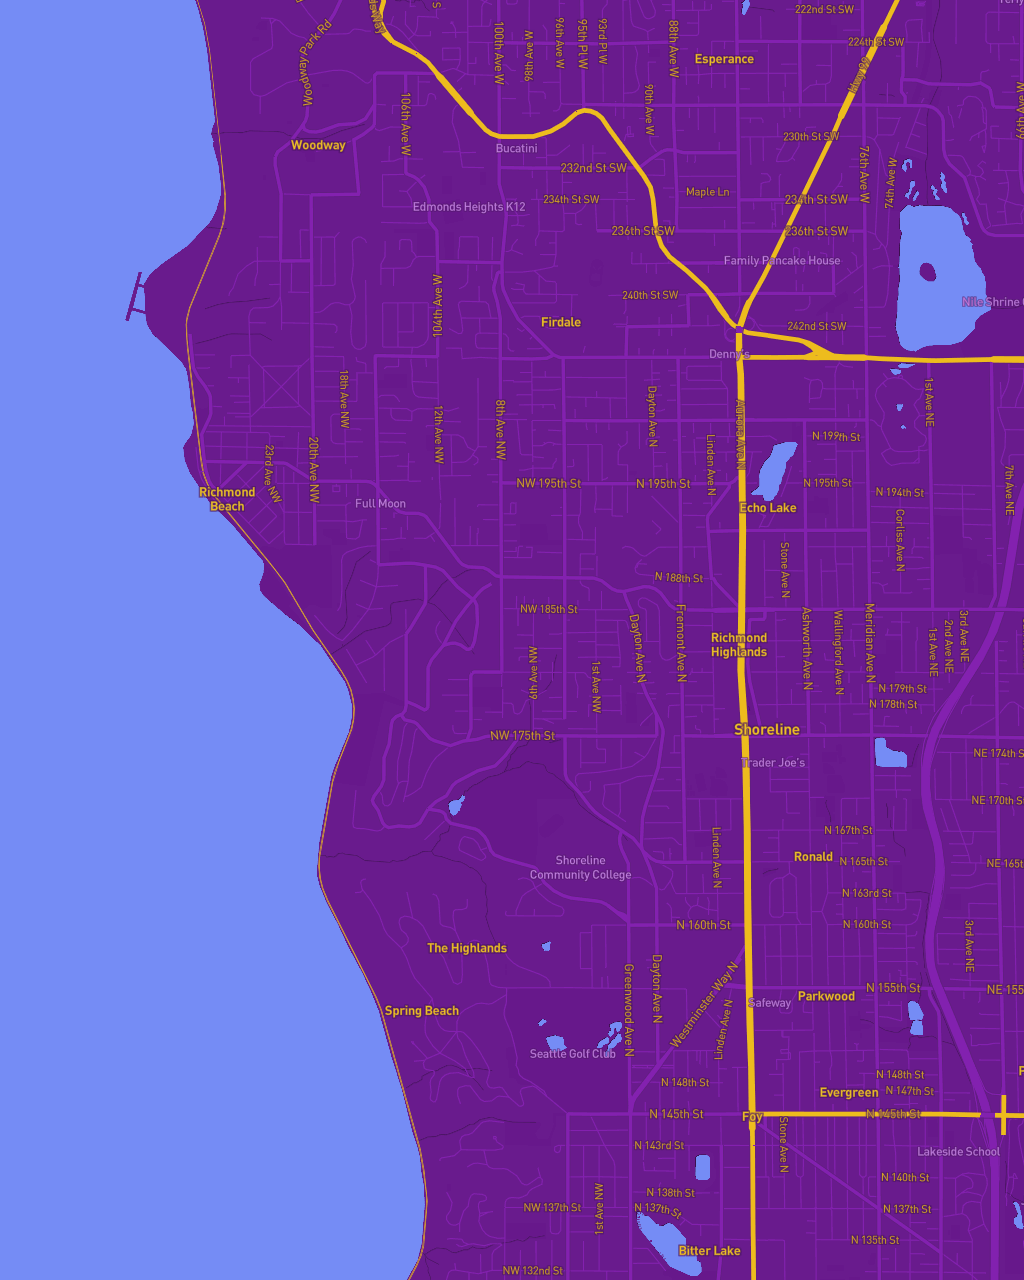 222nd St SW
Woodway Park Rd
100th Ave W
98th Ave W
96th Ave W
95th Pl W
93rd Pl W
88th Ave W
224th St SW
Esperance
Hwy 99
90th Ave W
106th Ave W
230th St SW
Woodway
Bucatini
76th Ave W
74th Ave W
232nd St SW
Maple Ln
234th St SW
234th St SW
Edmonds Heights K12
236th St SW
236th St SW
Family Pancake House
240th St SW
104th Ave W
Nile Shrine
Firdale
242nd St SW
Denny's
18th Ave NW
12th Ave NW
8th Ave NW
Dayton Ave N
Aurora Ave N
1st Ave NE
Linden Ave N
N 199th St
23rd Ave NW
20th Ave NW
NW 195th St
N 195th St
N 195th St
N 194th St
7th Ave NE
Richmond
Beach
Full Moon
Echo Lake
Corliss Ave N
Stone Ave N
N 188th St
NW 185th St
Dayton Ave N
Fremont Ave N
Richmond
Highlands
Ashworth Ave N
Wallingford Ave N
Meridian Ave N
1st Ave NE
2nd Ave NE
3rd Ave NE
6th Ave NW
1st Ave NW
N 179th St
N 178th St
NW 175th St
Shoreline
NE 174th St
Trader Joe's
NE 170th St
N 167th St
Linden Ave N
Ronald
N 165th St
NE 165t
Shoreline
Community College
N 163rd St
N 160th St
N 160th St
3rd Ave NE
The Highlands
Greenwood Ave N
Dayton Ave N
Westminster Way N
N 155th St
NE 155
Parkwood
Safeway
Spring Beach
Linden Ave N
Seattle Golf Club
N 148th St
N 148th St
Evergreen
N 147th St
N 145th St
Foy
N 145th St
N 143rd St
Stone Ave N
Lakeside School
N 140th St
N 138th St
1st Ave NW
NW 137th St
N 137th St
N 137th St
N 135th St
Bitter Lake
NW 132nd St